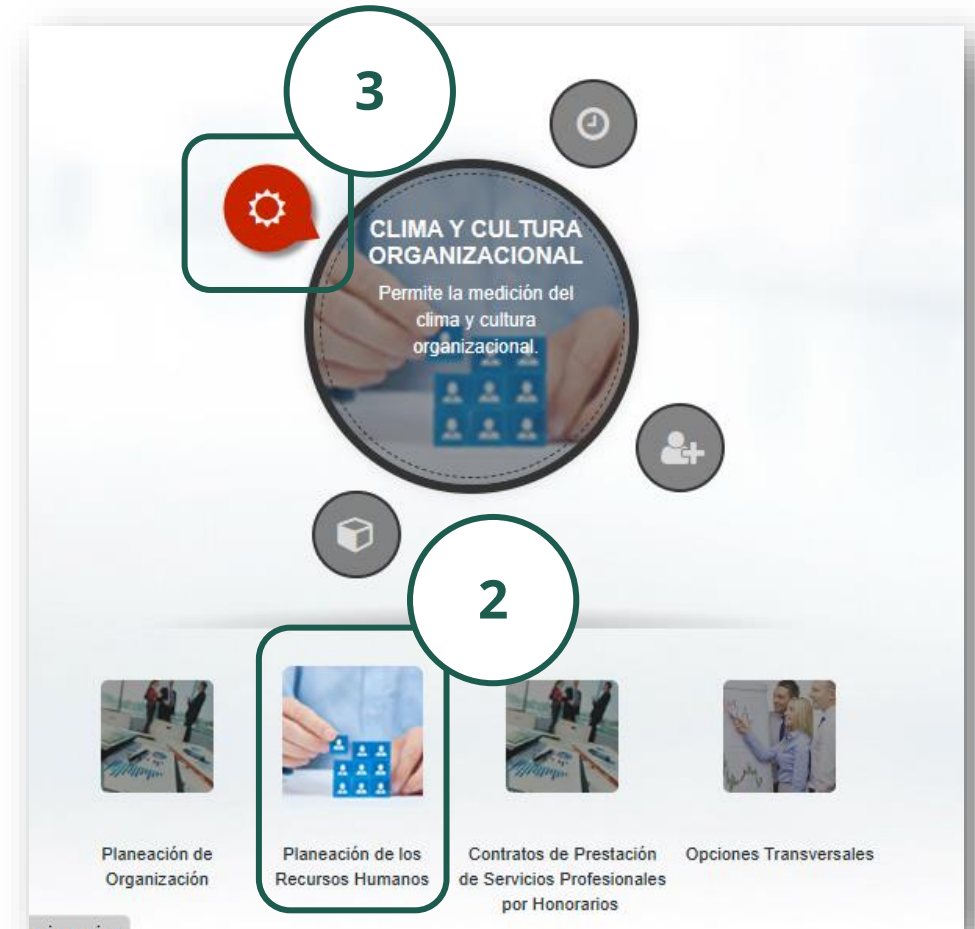 3
CLIMA Y CULTURA
ORGANIZACIONAL
Permite la medición del
clima y cultura
organizacional.
2
Planeación de
Organización
Planeación de los
Recursos Humanos
Contratos de Prestación
de Servicios Profesionales
por Honorarios
Opciones Transversales